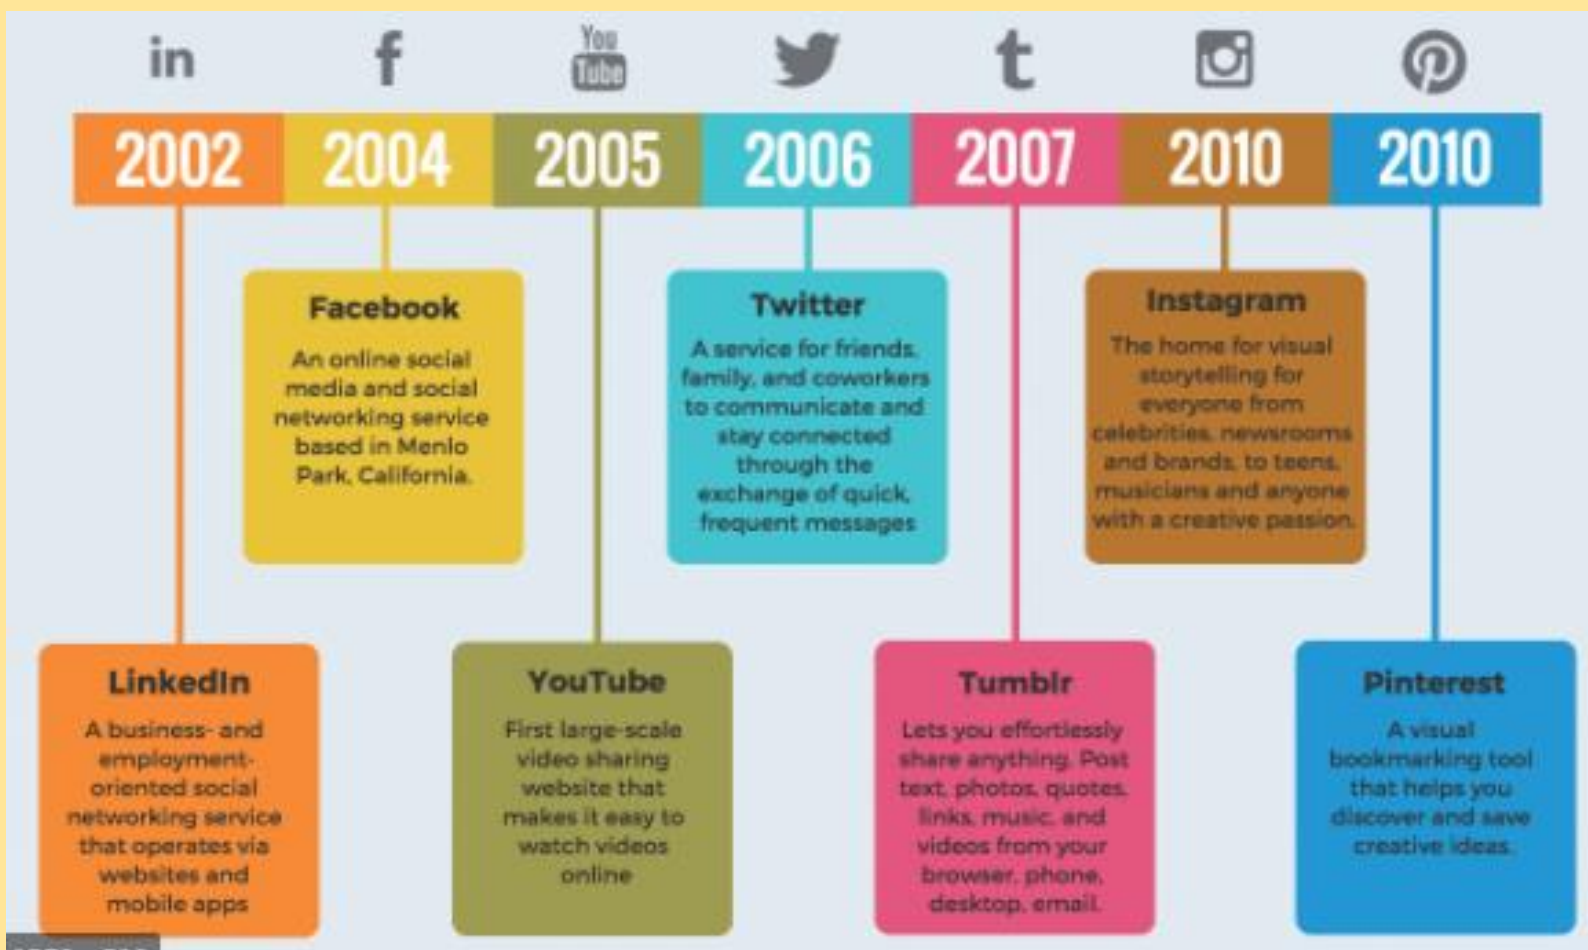 in
f
You
Tube
t
2002
2004
2005
2006
2007
2010
2010
Facebook
An online social
media and social
networking service
based in Menlo
Park, California.
Twitter
A service for friends,
family, and coworkers
to communicate and
stay connected
through the
exchange of quick,
frequent messages
Instagram
The home for visual
storytelling for
everyone from
celebrities, newsrooms
and brands, to teens,
musicians and anyone
with a creative passion.
LinkedIn
A business- and
employment-
oriented social
networking service
that operates via
websites and
mobile apps
YouTube
First large-scale
video sharing
website that
makes it easy to
watch videos
online
Tumblr
Lets you effortlessly
share anything. Post
text, photos, quotes,
links, music, and
videos from your
browser, phone,
desktop, email.
Pinterest
A visual
bookmarking tool
that helps you
discover and save
creative ideas.